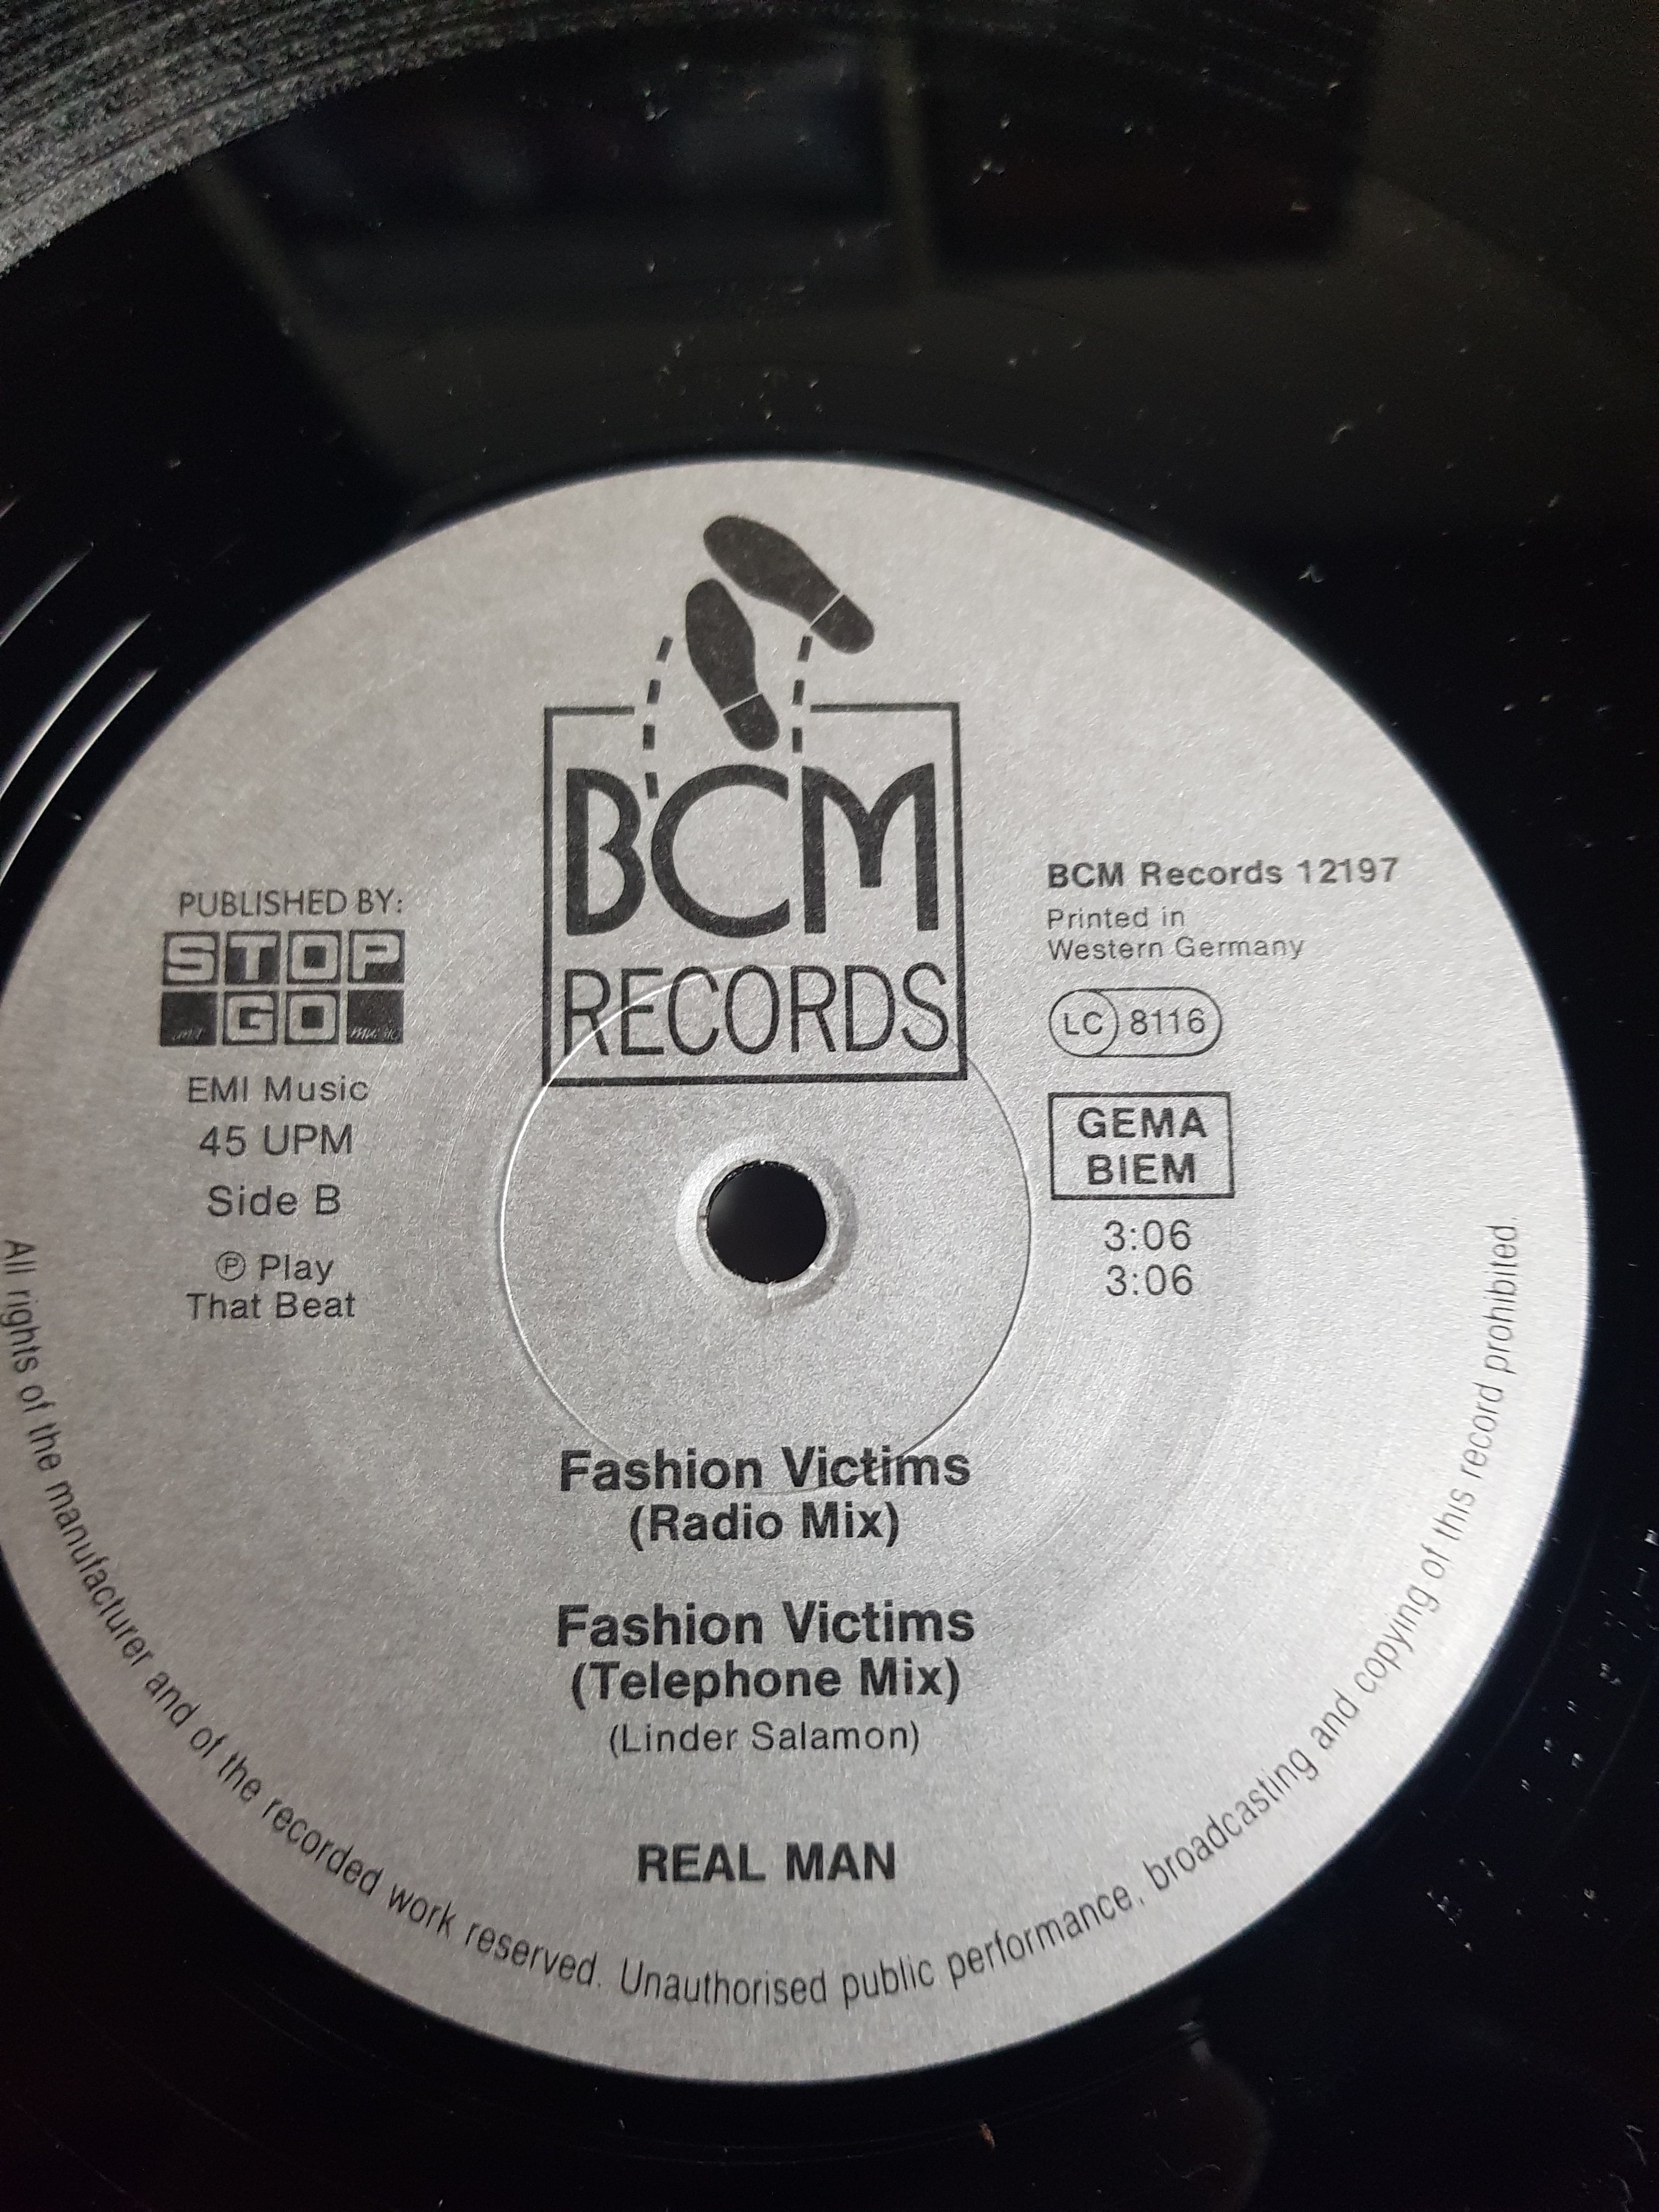 BCM
RECORDS
PUBLISHED BY:
STOP
GO
EMI Music
45 UPM
Side B
℗ Play
That Beat
BCM Records 12197
Printed in
Western Germany
LC 8116
GEMA
BIEM
3:06
3:06
Fashion Victims
(Radio Mix)
Fashion Victims
(Telephone Mix)
(Linder Salamon)
REAL MAN
All rights of the manufacturer and of the recorded work reserved. Unauthorised public performance, broadcasting and copying of this record prohibited.